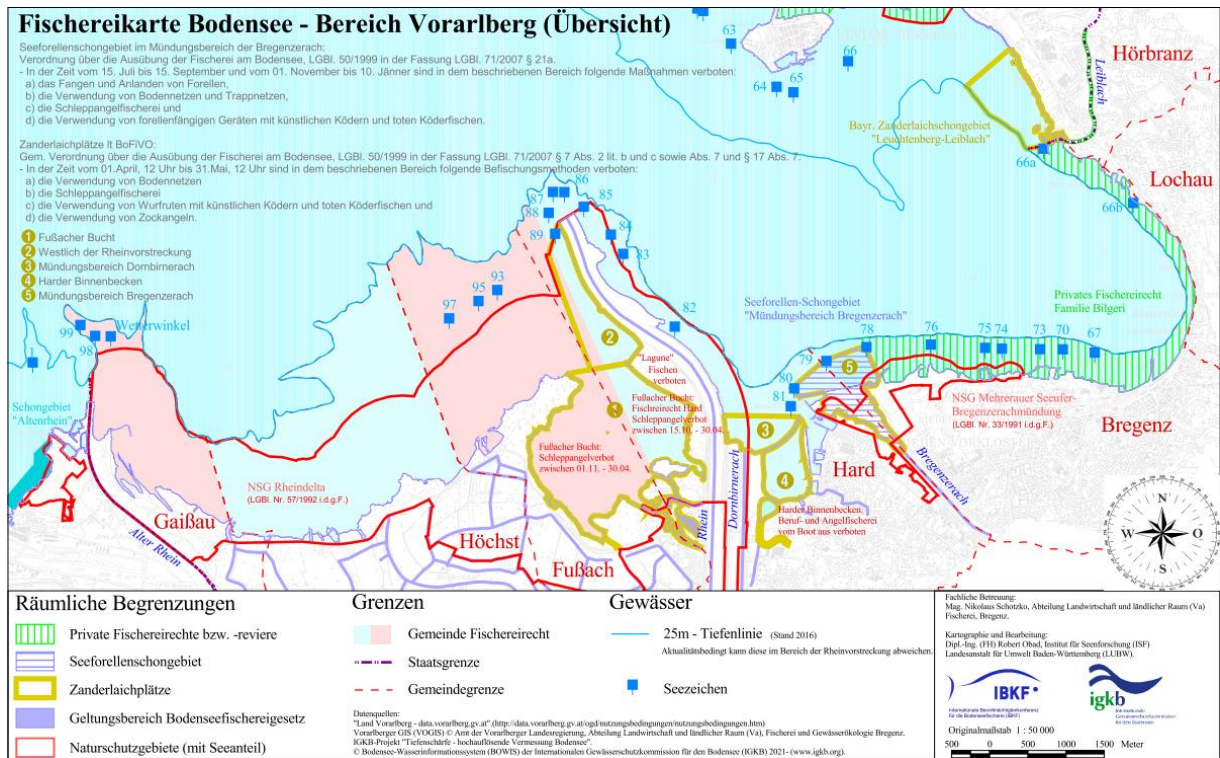 Fischereikarte Bodensee - Bereich Vorarlberg (Übersicht)
Seeforellenschongebiet im Mündungsbereich der Bregenzerach:
Verordnung über die Ausübung der Fischerei am Bodensee, LGBl. 50/1999 in der Fassung LGBl. 71/2007 § 21a.
- In der Zeit vom 15. Juli bis 15. September und vom 01. November bis 10. Jänner sind in dem beschriebenen Bereich folgende Maßnahmen verboten:
a) das Fangen und Anlanden von Forellen,
b) die Verwendung von Bodennetzen und Trappnetzen,
c) die Schleppangelfischerei und
d) die Verwendung von forellenfängigen Geräten mit künstlichen Ködern und toten Köderfischen.
Zanderlaichplätze lt BoFiVO:
Gem. Verordnung über die Ausübung der Fischerei am Bodensee, LGBl. 50/1999 in der Fassung LGBl. 71/2007 § 7 Abs. 2 lit. b und c sowie Abs. 7 und § 17 Abs. 7.
- In der Zeit vom 01.April, 12 Uhr bis 31.Mai, 12 Uhr sind in dem beschriebenen Bereich folgende Befischungsmethoden verboten:
a) die Verwendung von Bodennetzen
b) die Schleppangelfischerei
c) die Verwendung von Wurfruten mit künstlichen Ködern und toten Köderfischen und
d) die Verwendung von Zockangeln.
1 Fußacher Bucht
2 Westlich der Rheinvorstreckung
3 Mündungsbereich Dornbirnerach
4 Harder Binnenbecken
5 Mündungsbereich Bregenzerach
63
66
64
65
Hörbranz
Leiblach
Bayr. Zanderlaichschongebiet
"Leuchtenberg-Leiblach"
66a
Lochau
66b
86
87
85
88
89
84
83
93
95
97
82
Wetterwinkel
98
Seeforellen-Schongebiet
"Mündungsbereich Bregenzerach"
Privates Fischereirecht
Familie Bilgeri
78
76
75
74
73
70
67
79
80
81
2
5
"Lagune"
Fischen
verboten
Schongebiet
"Altenrhein"
1
Fußacher Bucht:
Fischreirecht Hard
Schleppangelverbot
zwischen 15.10. - 30.04.
Fußacher Bucht:
Schleppangelverbot
zwischen 01.11. - 30.04.
NSG Mehrerauer Seeufer-
Bregenzerachmündung
(LGBl. Nr. 33/1991 i.d.g.F.)
Bregenz
3
4
Hard
Bregenzerach
NSG Rheindelta
(LGBl. Nr. 57/1992 i.d.g.F.)
Gaißau
Alter Rhein
Höchst
Fußach
Rhein
Dornbirnerach
Harder Binnenbecken:
Beruf- und Angelfischerei
vom Boot aus verboten
N
W
O
S
Räumliche Begrenzungen
Private Fischereirechte bzw. -reviere
Seeforellenschongebiet
Zanderlaichplätze
Geltungsbereich Bodenseefischereigesetz
Naturschutzgebiete (mit Seeanteil)
Grenzen
Gemeinde Fischereirecht
Staatsgrenze
Gemeindegrenze
Gewässer
25m - Tiefenlinie (Stand 2016)
Aktualitätsbedingt kann diese im Bereich der Rheinvorstreckung abweichen.
Seezeichen
Datenquellen:
"Land Vorarlberg - data.vorarlberg.gv.at".(http://data.vorarlberg.gv.at/ogd/nutzungsbedingungen/nutzungsbedingungen.htm)
Vorarlberger GIS (VOGIS) © Amt der Vorarlberger Landesregierung, Abteilung Landwirtschaft und ländlicher Raum (Va), Fischerei und Gewässerökologie Bregenz.
IGKB-Projekt "Tiefenschärfe - hochauflösende Vermessung Bodensee".
© Bodensee-Wasserinformationssystem (BOWIS) der Internationalen Gewässerschutzkommission für den Bodensee (IGKB) 2021- (www.igkb.org).
Fachliche Betreuung:
Mag. Nikolaus Schotzko, Abteilung Landwirtschaft und ländlicher Raum (Va)
Fischerei, Bregenz.
Kartographie und Bearbeitung:
Dipl.-Ing. (FH) Robert Obad, Institut für Seenforschung (ISF)
Landesanstalt für Umwelt Baden-Württemberg (LUBW).
IBKF
Internationale Bevollmächtigtenkonferenz
für die Bodenseefischerei (IBKF)
igkb
Internationale
Gewässerschutzkommission
für den Bodensee
Originalmaßstab 1 : 50 000
500 0 500 1000 1500 Meter